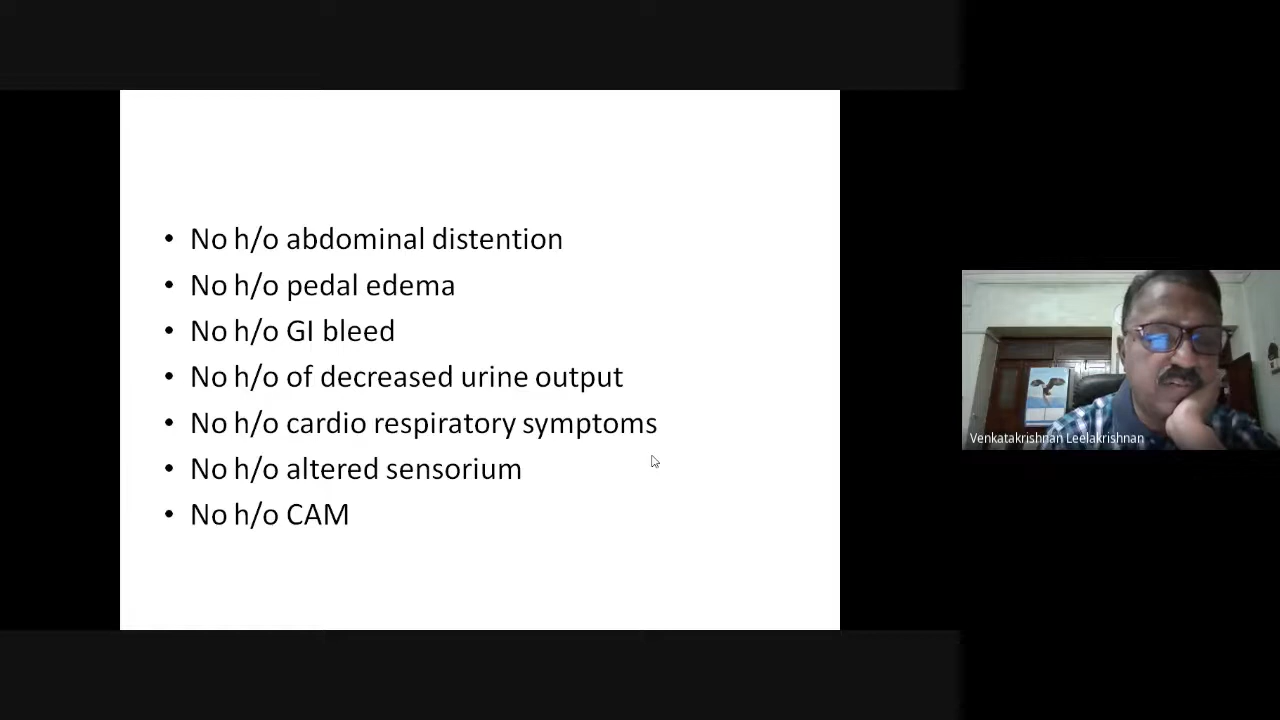 • No h/o abdominal distention
• No h/o pedal edema
• No h/o GI bleed
• No h/o of decreased urine output
• No h/o cardio respiratory symptoms
• No h/o altered sensorium
• No h/o CAM
Venkatakrishnan Leelakrishnan